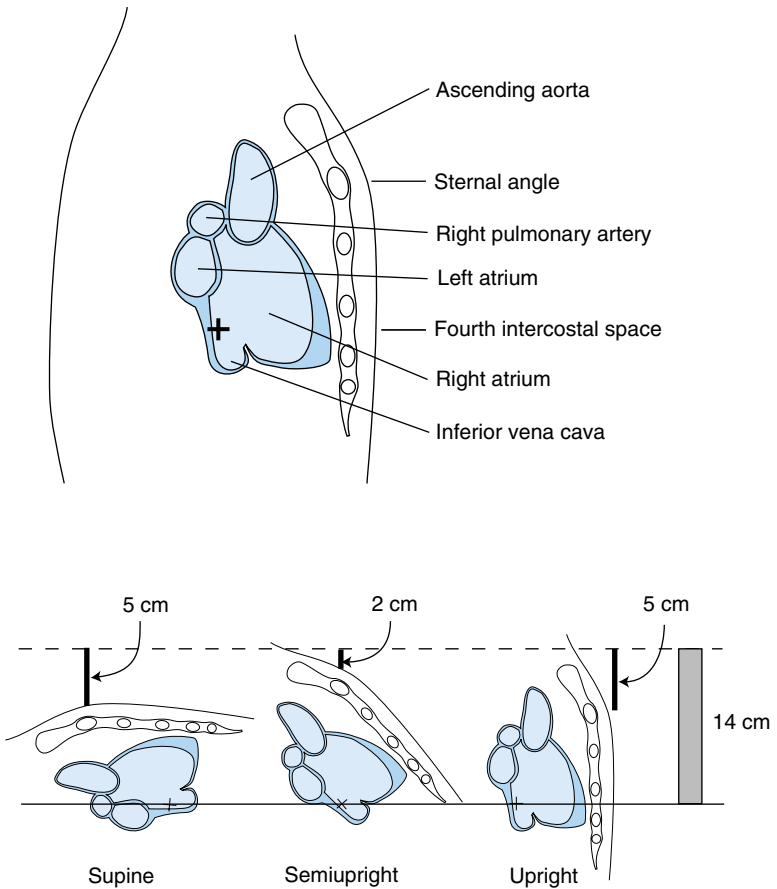 Ascending aorta
Sternal angle
Right pulmonary artery
Left atrium
Fourth intercostal space
Right atrium
Inferior vena cava
5 cm
2 cm
5 cm
14 cm
Supine
Semiupright
Upright